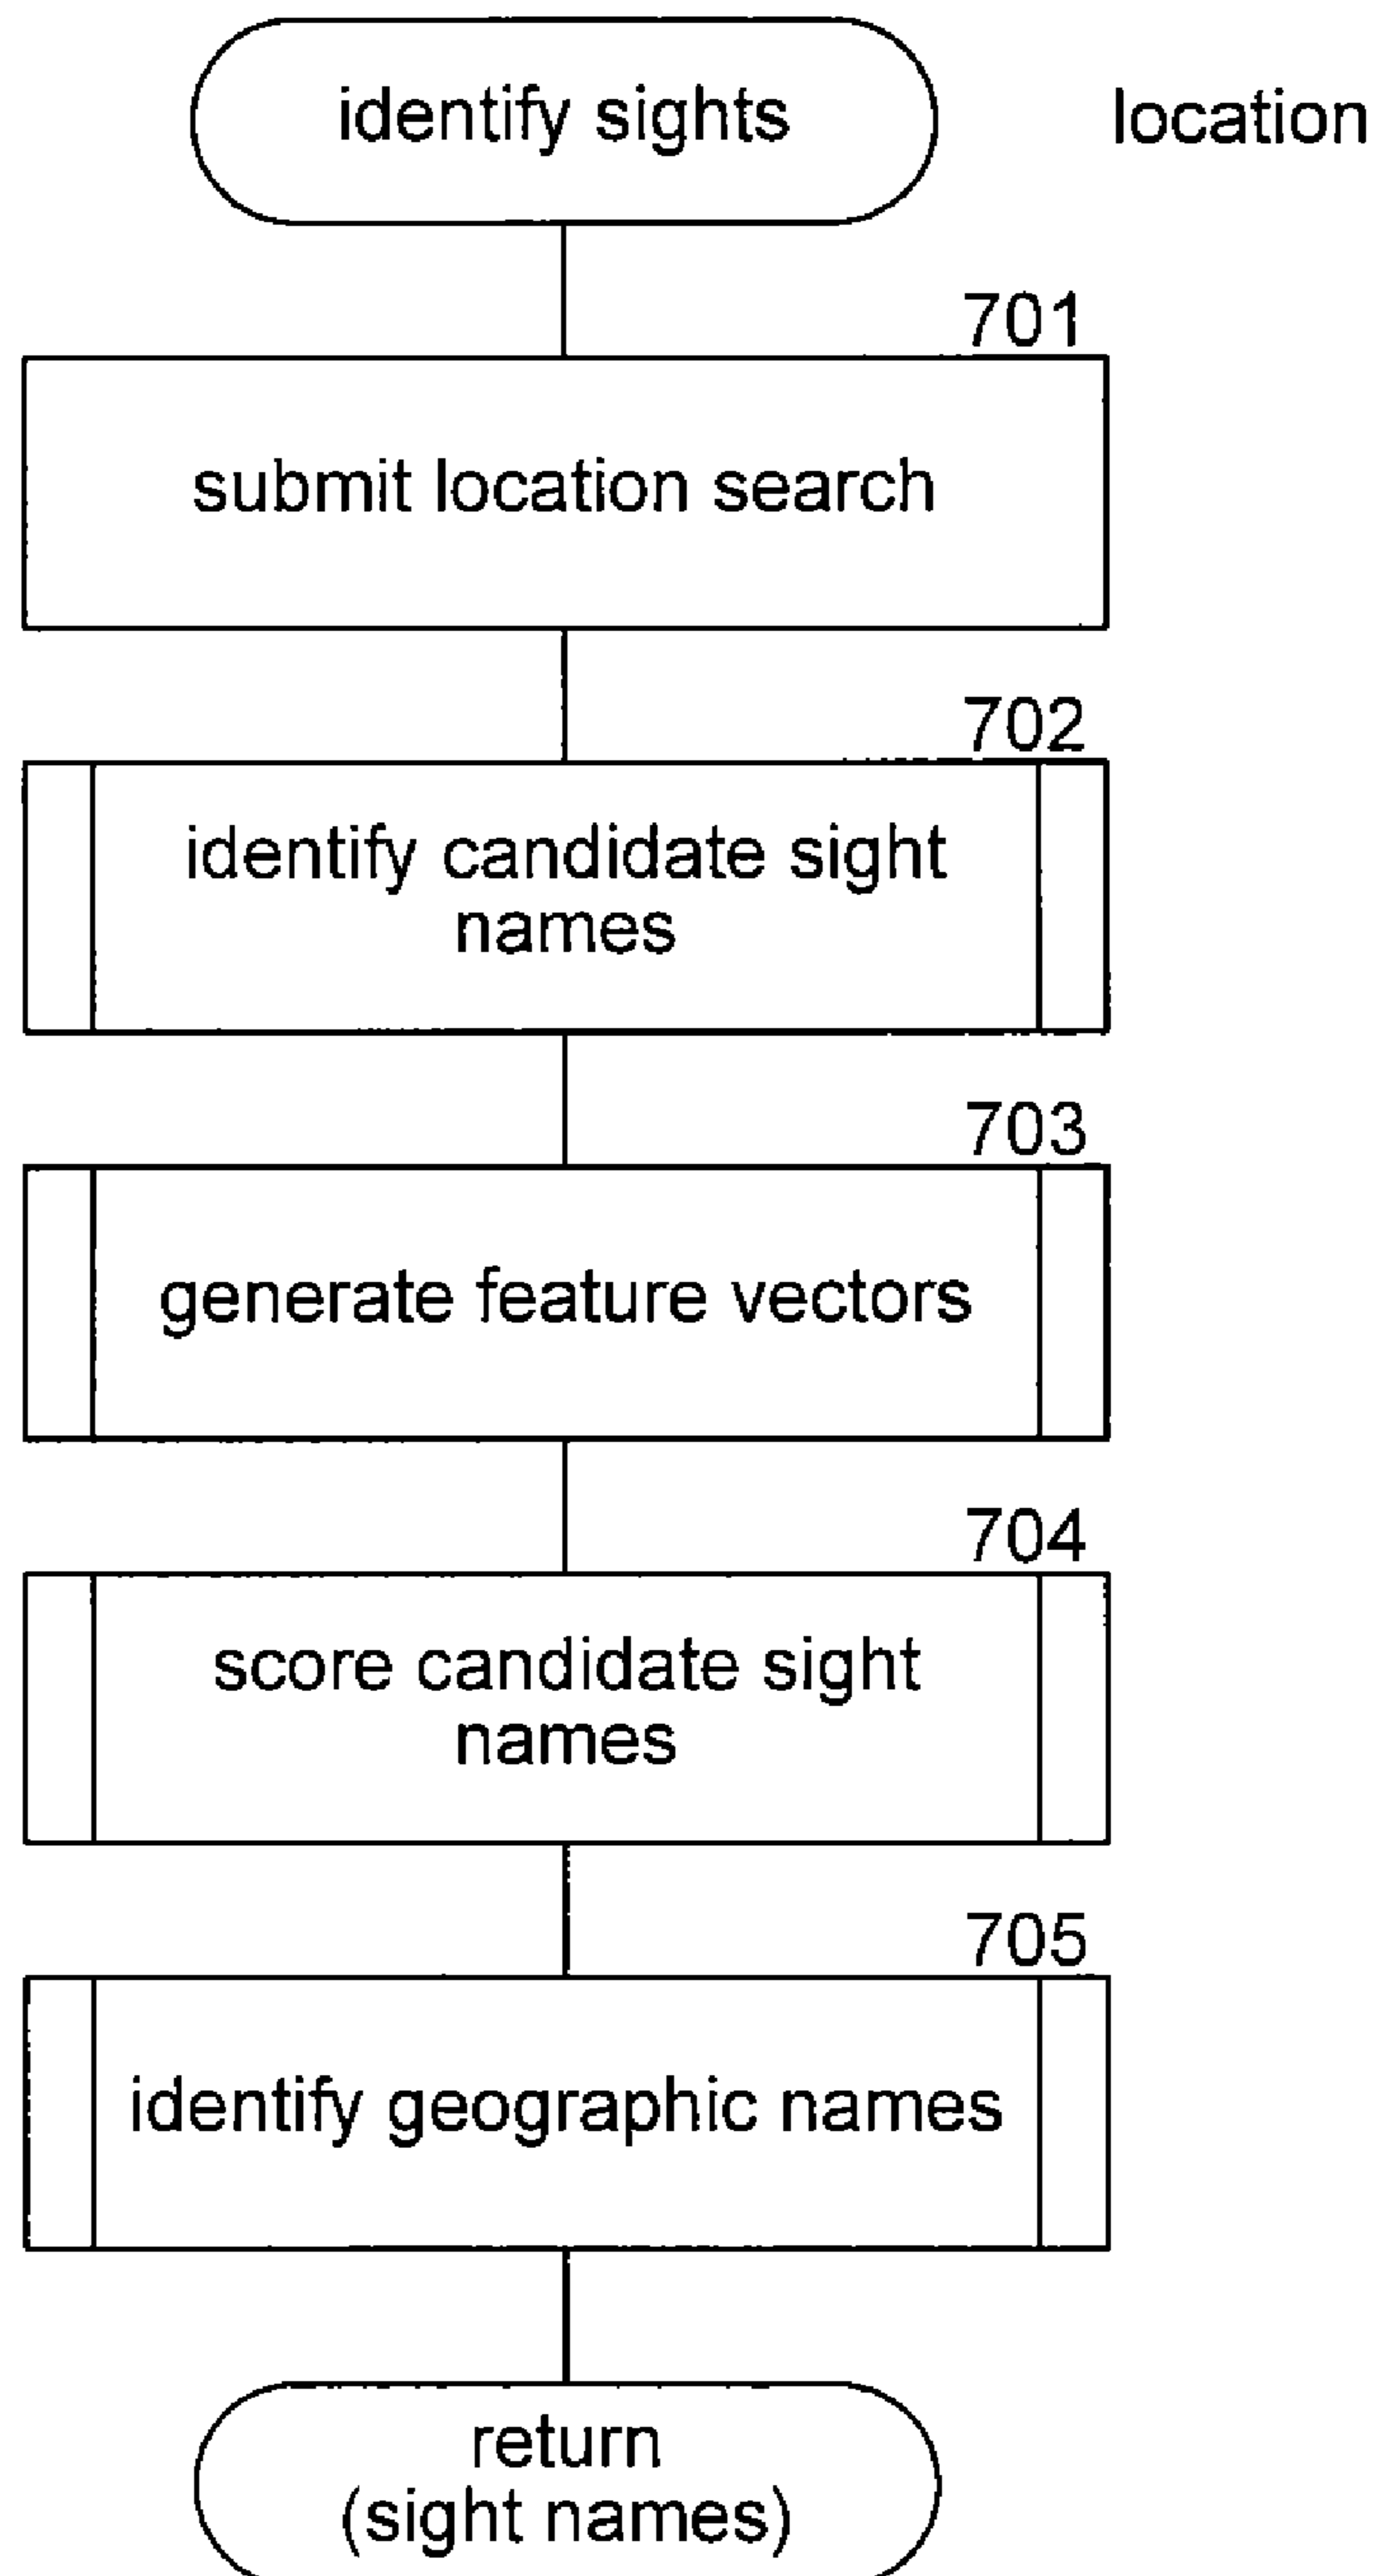 identify sights
location
701
submit location search
702
identify candidate sight
names
703
generate feature vectors
704
score candidate sight
names
705
identify geographic names
return
(sight names)